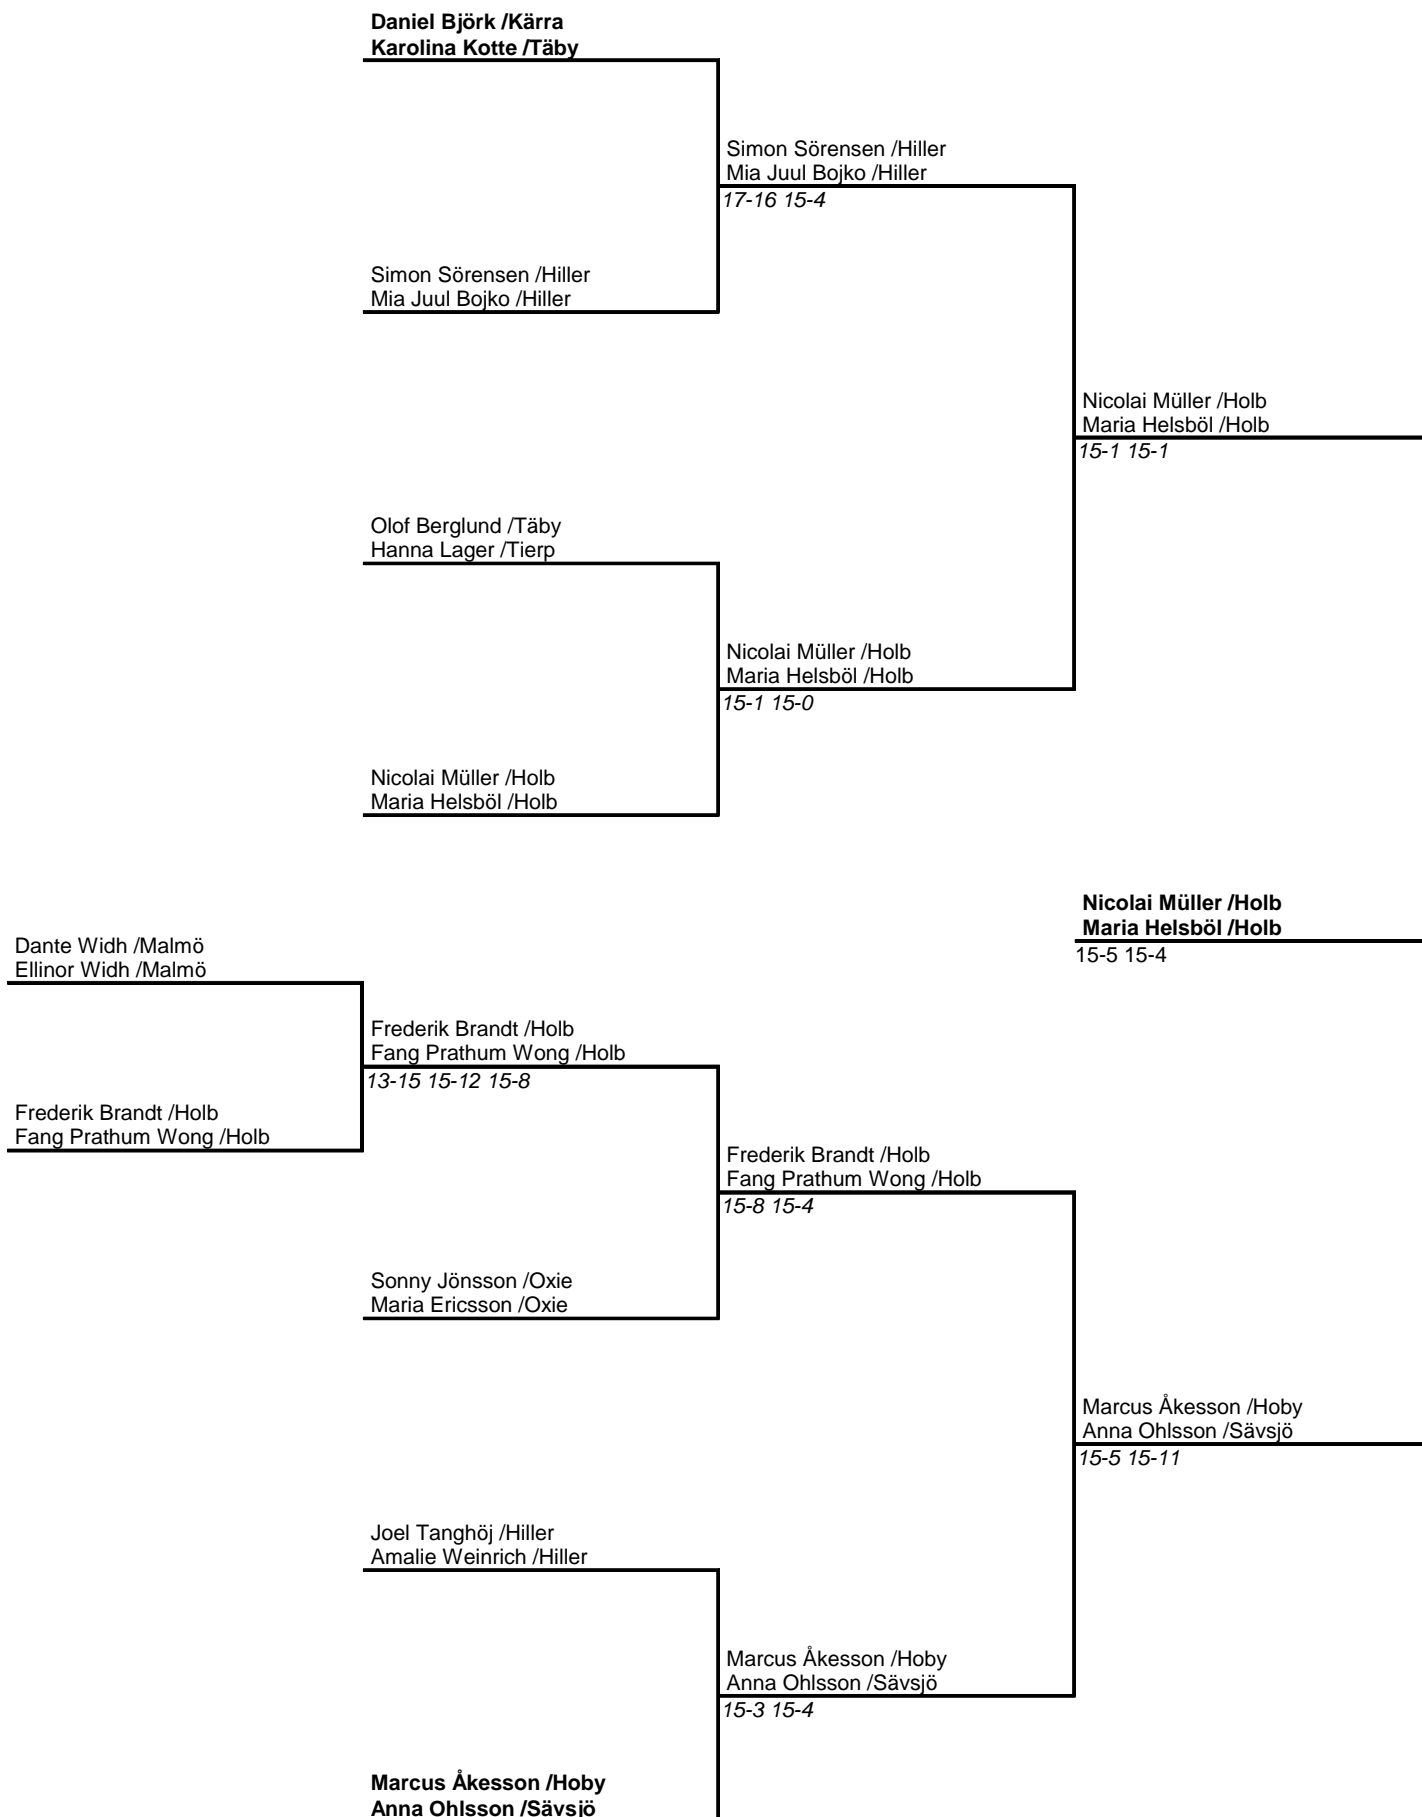 Daniel Björk /Kärra
Karolina Kotte /Täby
Simon Sörensen /Hiller
Mia Juul Bojko /Hiller
17-16 15-4
Simon Sörensen /Hiller
Mia Juul Bojko /Hiller
Nicolai Müller /Holb
Maria Helsböl /Holb
15-1 15-1
Olof Berglund /Täby
Hanna Lager /Tierp
Nicolai Müller /Holb
Maria Helsböl /Holb
15-1 15-0
Nicolai Müller /Holb
Maria Helsböl /Holb
Nicolai Müller /Holb
Maria Helsböl /Holb
15-5 15-4
Dante Widh /Malmö
Ellinor Widh /Malmö
Frederik Brandt /Holb
Fang Prathum Wong /Holb
13-15 15-12 15-8
Frederik Brandt /Holb
Fang Prathum Wong /Holb
Frederik Brandt /Holb
Fang Prathum Wong /Holb
15-8 15-4
Sonny Jönsson /Oxie
Maria Ericsson /Oxie
Marcus Åkesson /Hoby
Anna Ohlsson /Sävsjö
15-5 15-11
Joel Tanghöj /Hiller
Amalie Weinrich /Hiller
Marcus Åkesson /Hoby
Anna Ohlsson /Sävsjö
15-3 15-4
Marcus Åkesson /Hoby
Anna Ohlsson /Sävsjö